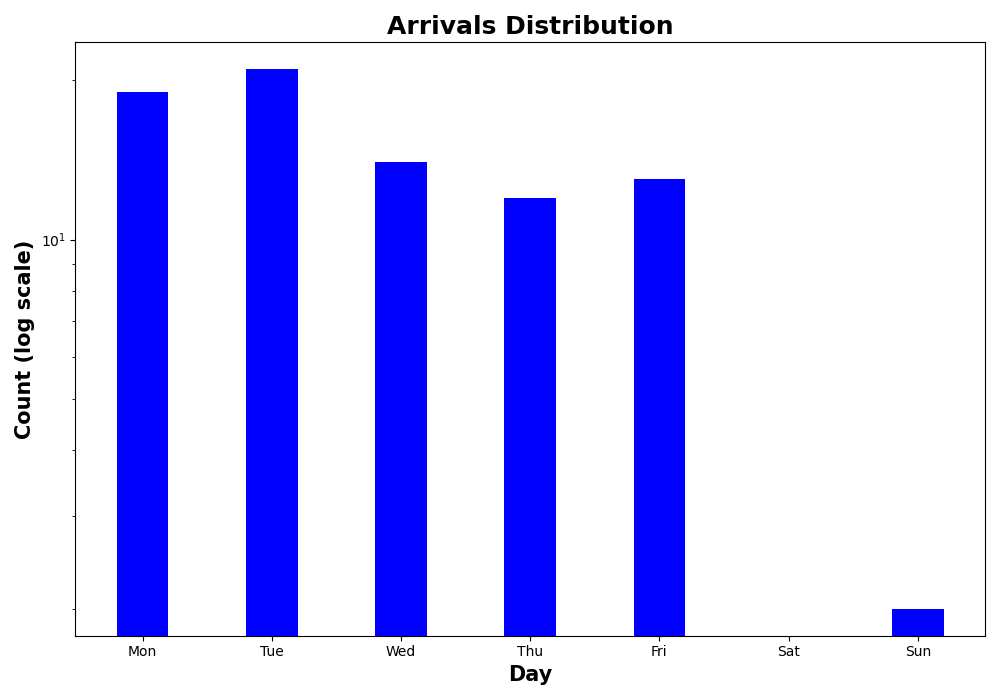 Arrivals Distribution
Count (log scale)
10¹
Mon Tue Wed Thu Fri Sat Sun
Day